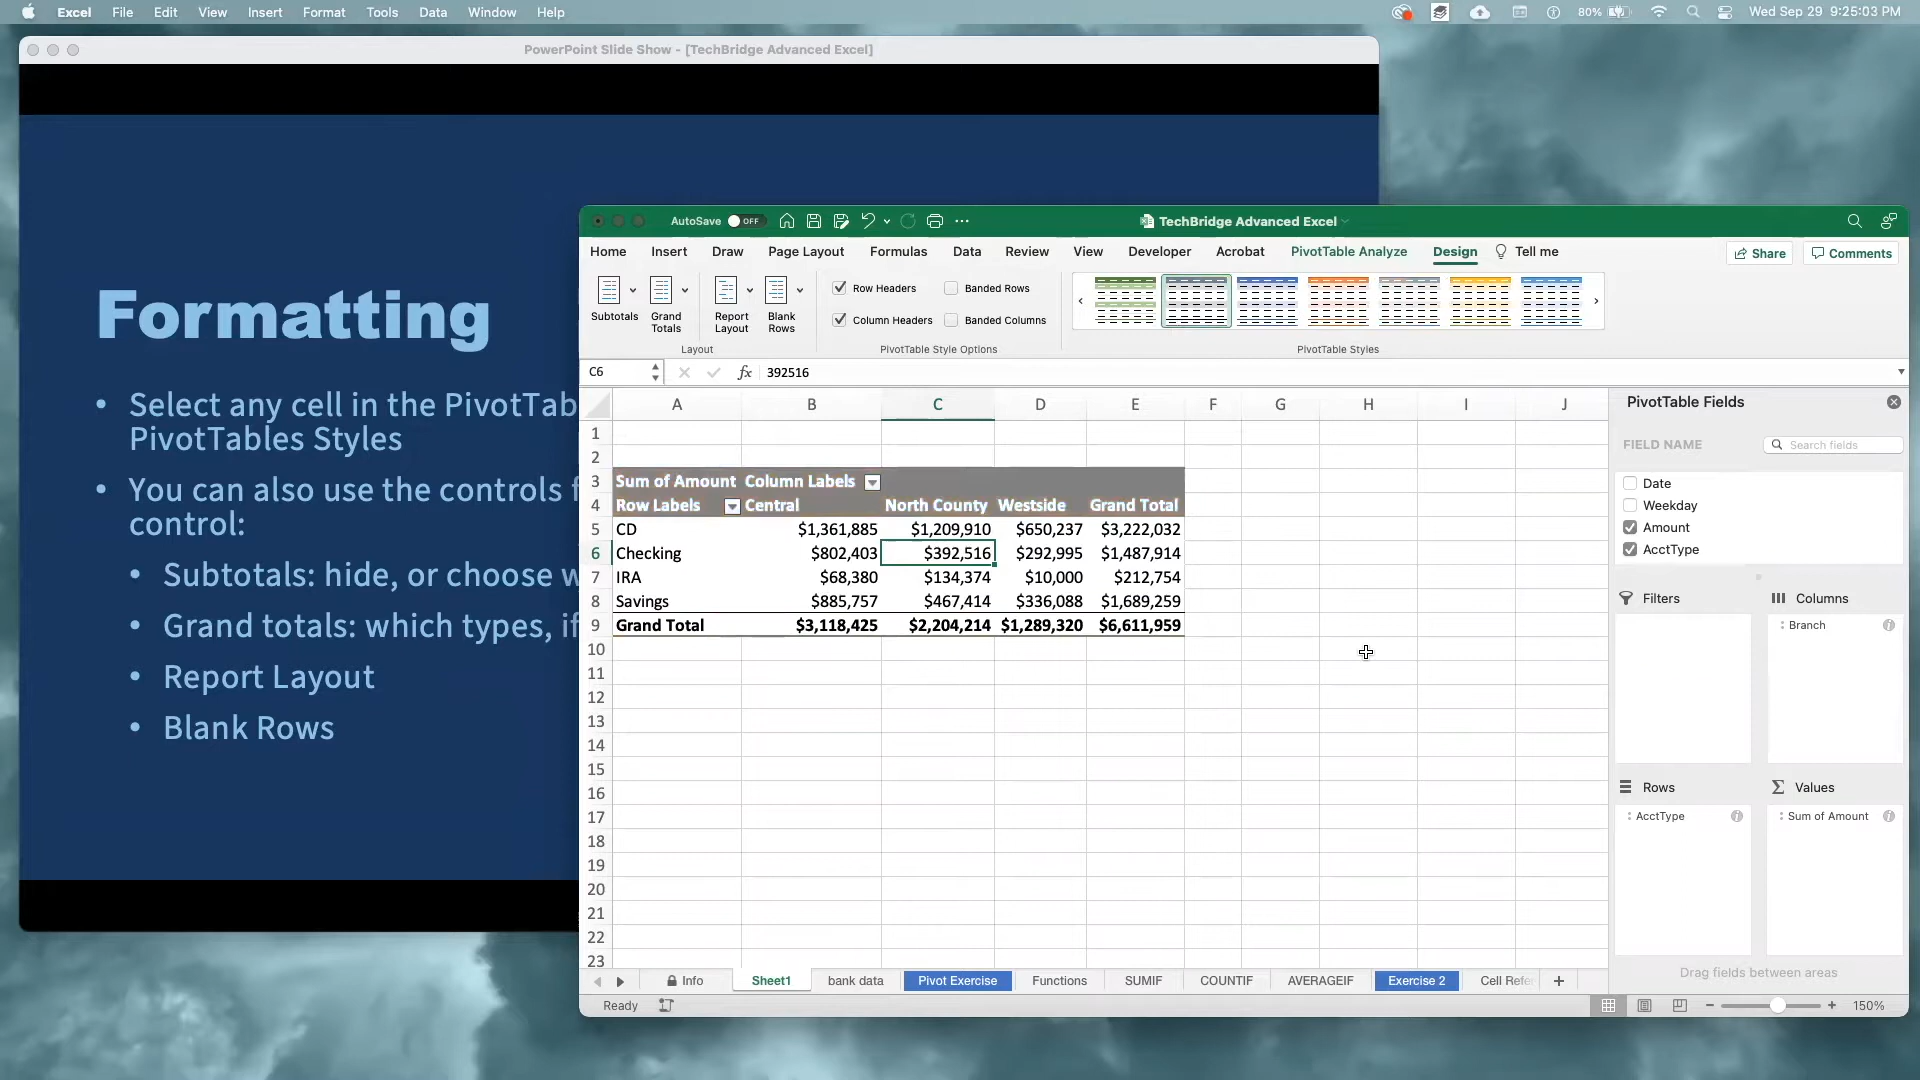 Excel File Edit View Insert Format Tools Data Window Help 80% Wed Sep 29 9:25:03 PM
PowerPoint Slide Show - [TechBridge Advanced Excel]
Formatting
• Select any cell in the PivotTab
PivotTables Styles
• You can also use the controls f
control:
• Subtotals: hide, or choose w
• Grand totals: which types, if
• Report Layout
• Blank Rows
AutoSave OFF TechBridge Advanced Excel
Home Insert Draw Page Layout Formulas Data Review View Developer Acrobat PivotTable Analyze Design Tell me Share Comments
Subtotals Grand Totals Report Layout Blank Rows
Row Headers Banded Rows
Column Headers Banded Columns
Layout PivotTable Style Options PivotTable Styles
C6 fx 392516
A B C D E F G H I J
1
2
3 Sum of Amount Column Labels
4 Row Labels Central North County Westside Grand Total
5 CD $1,361,885 $1,209,910 $650,237 $3,222,032
6 Checking $802,403 $392,516 $292,995 $1,487,914
7 IRA $68,380 $134,374 $10,000 $212,754
8 Savings $885,757 $467,414 $336,088 $1,689,259
9 Grand Total $3,118,425 $2,204,214 $1,289,320 $6,611,959
10
11
12
13
14
15
16
17
18
19
20
21
22
23
PivotTable Fields
FIELD NAME Search fields
Date
Weekday
Amount
AcctType
Filters Columns
: Branch
Rows Values
: AcctType : Sum of Amount
Drag fields between areas
Info Sheet1 bank data Pivot Exercise Functions SUMIF COUNTIF AVERAGEIF Exercise 2 Cell Refer
Ready 150%